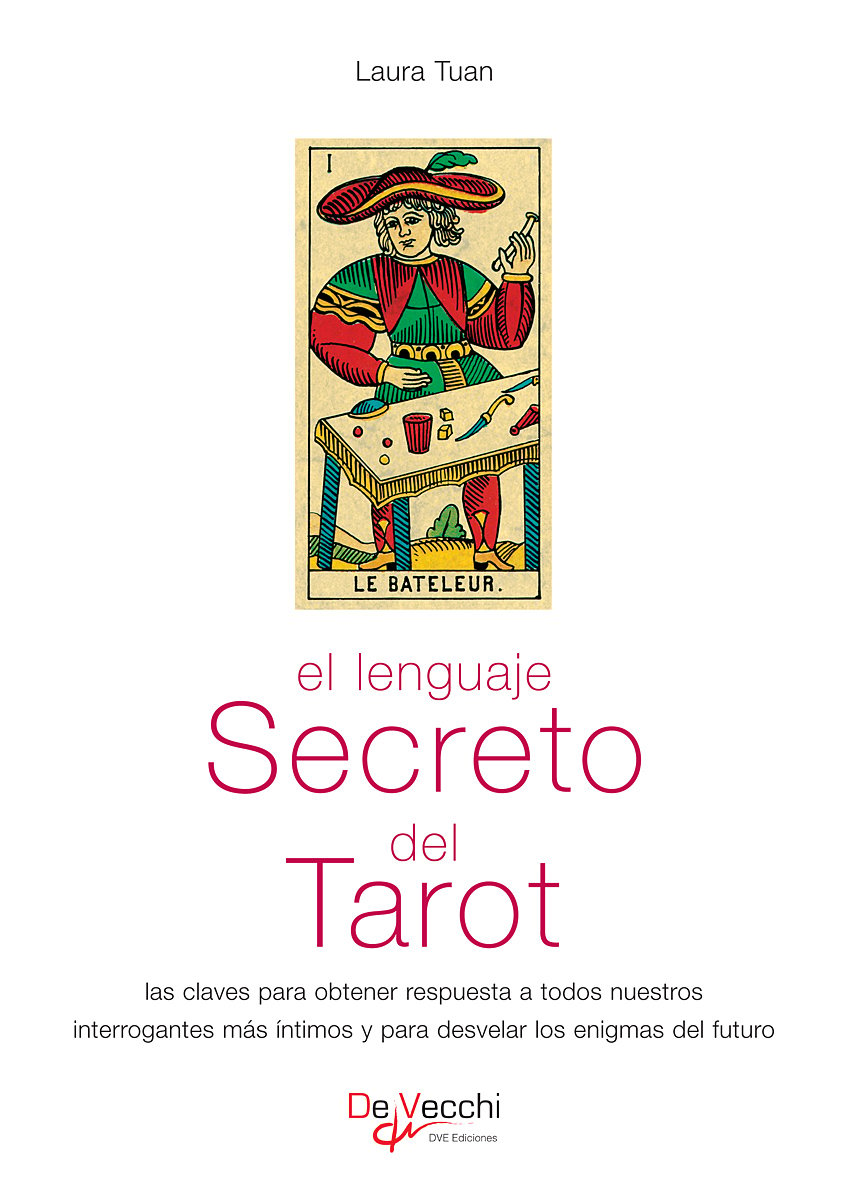 Laura Tuan
I
LE BATELEUR.
el lenguaje
Secreto
del
Tarot
las claves para obtener respuesta a todos nuestros
interrogantes más íntimos y para desvelar los enigmas del futuro
De Vecchi
DVE Ediciones